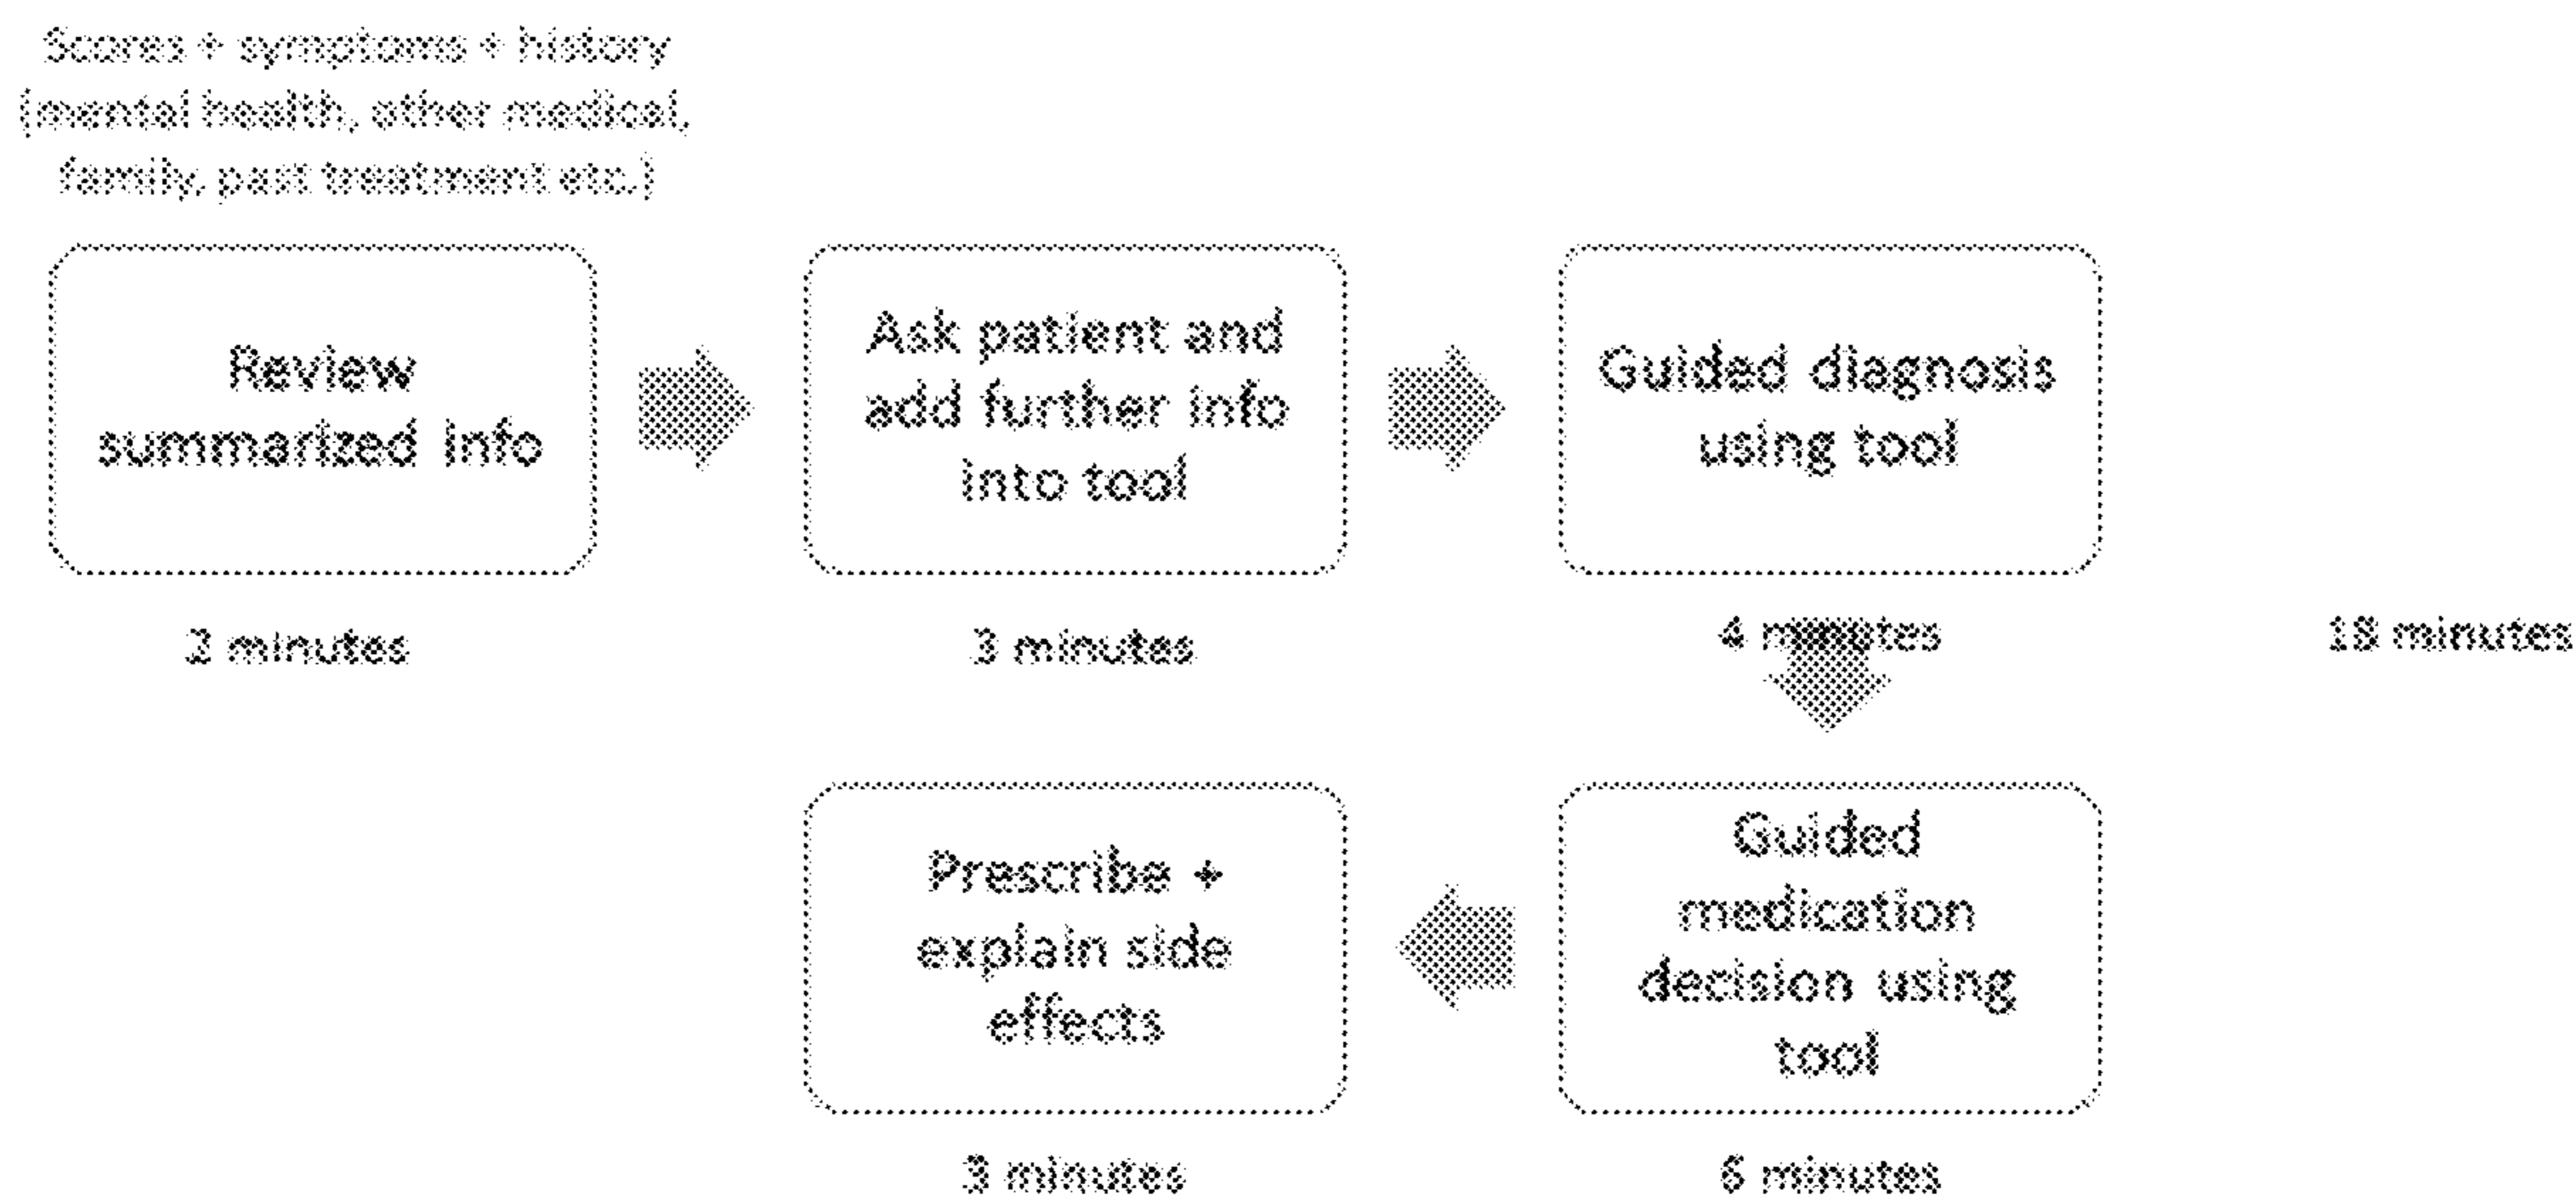 Scores + symptoms + history
(mental health, other medical,
family, past treatment etc.)
Review
summarized info
2 minutes
Ask patient and
add further info
into tool
3 minutes
Guided diagnosis
using tool
4 minutes
18 minutes
Guided
medication
decision using
tool
6 minutes
Prescribe +
explain side
effects
3 minutes